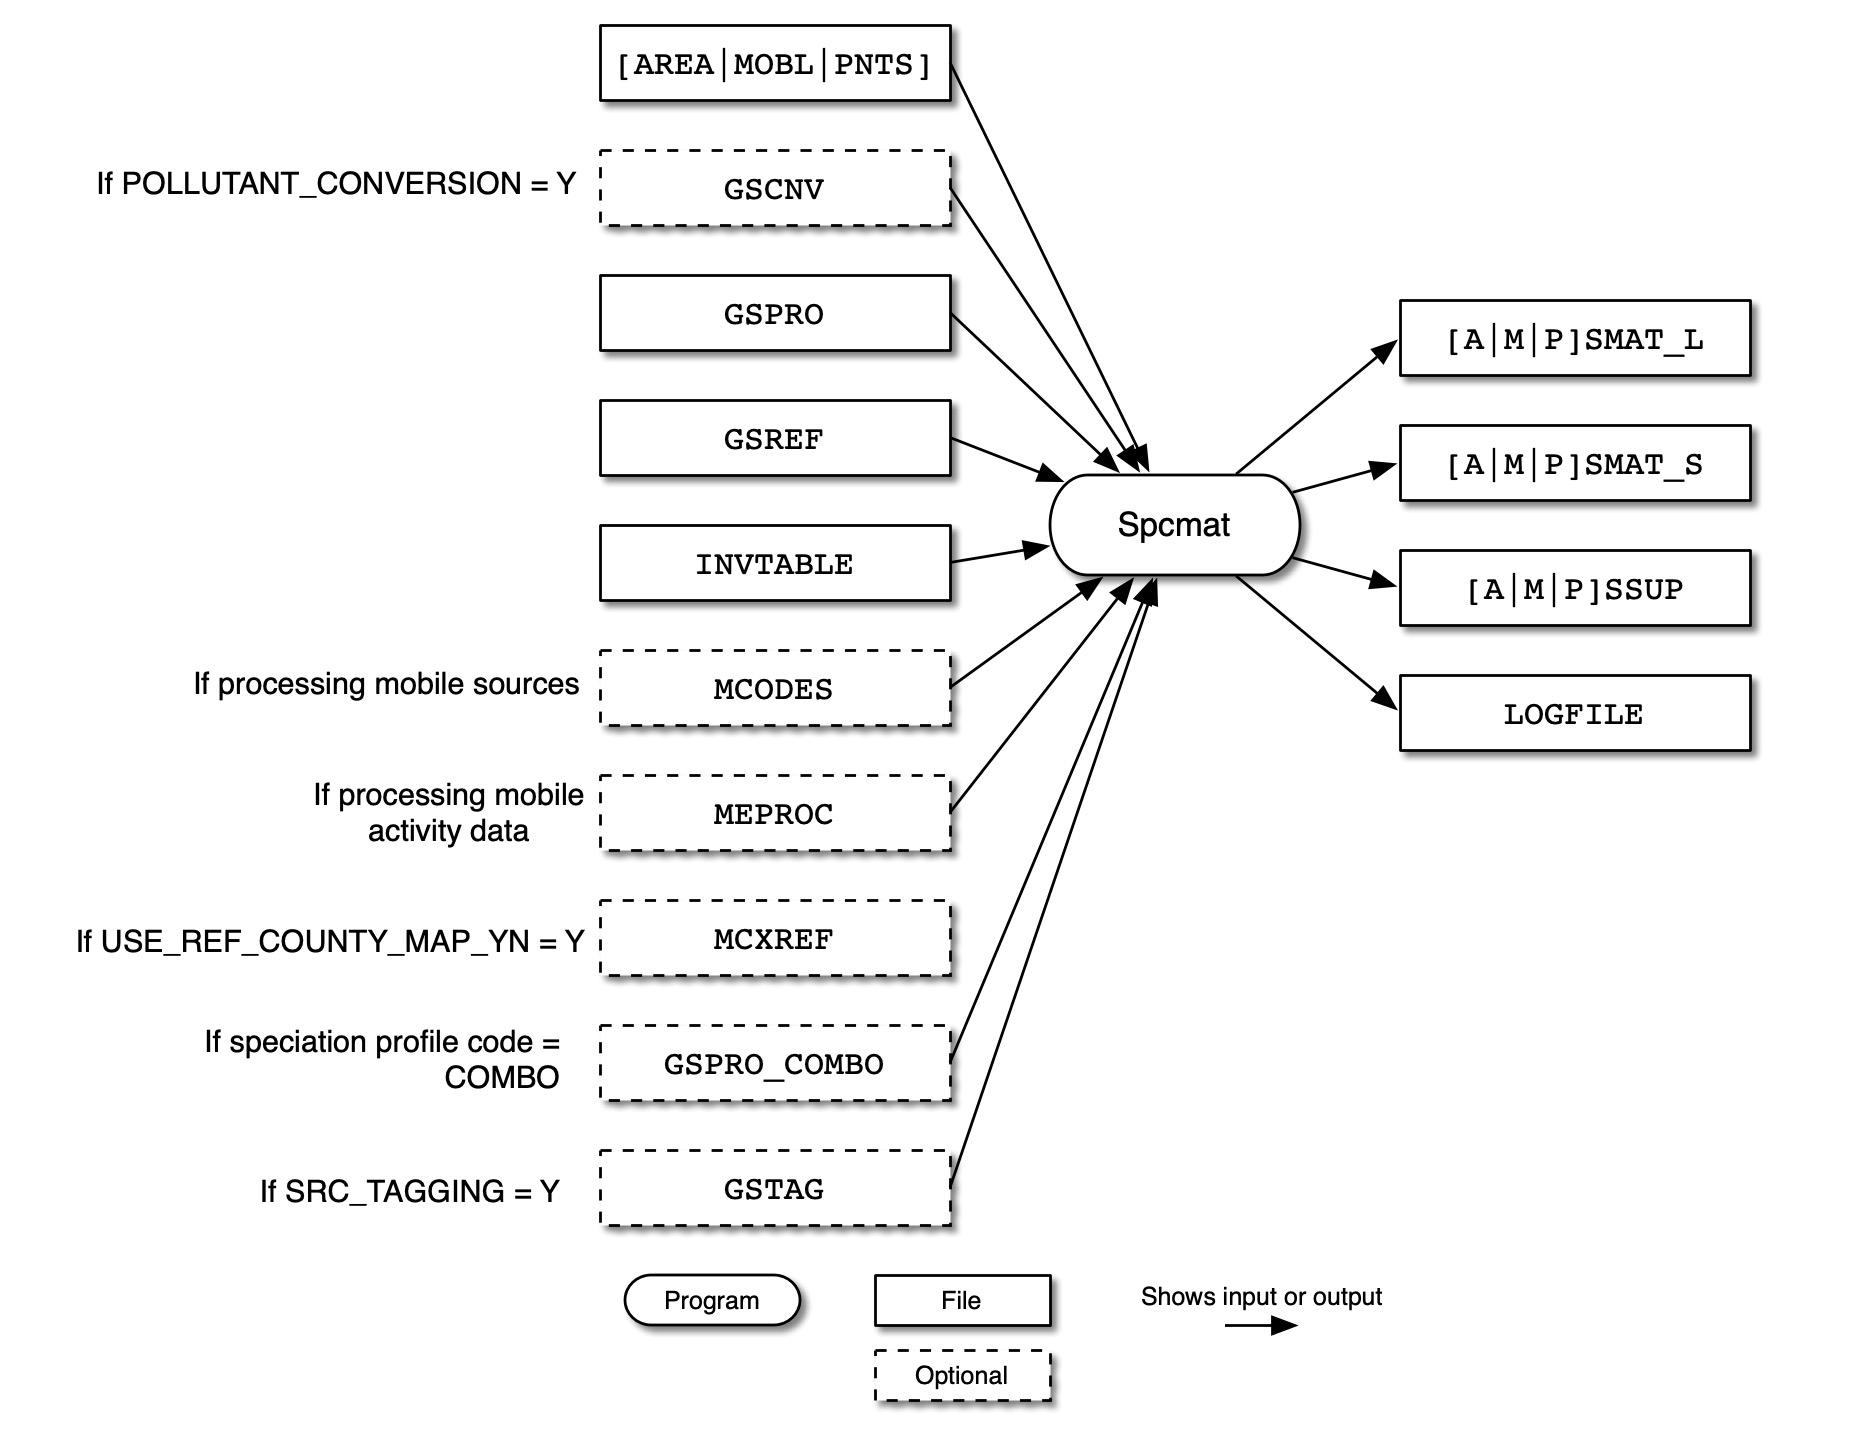 [AREA|MOBL|PNTS]
If POLLUTANT_CONVERSION = Y
GSCNV
GSPRO
[A|M|P]SMAT_L
GSREF
[A|M|P]SMAT_S
Spcmat
INVTABLE
[A|M|P]SSUP
If processing mobile sources
MCODES
LOGFILE
If processing mobile
activity data
MEPROC
If USE_REF_COUNTY_MAP_YN = Y
MCXREF
If speciation profile code =
COMBO
GSPRO_COMBO
If SRC_TAGGING = Y
GSTAG
Program
File
Shows input or output
Optional